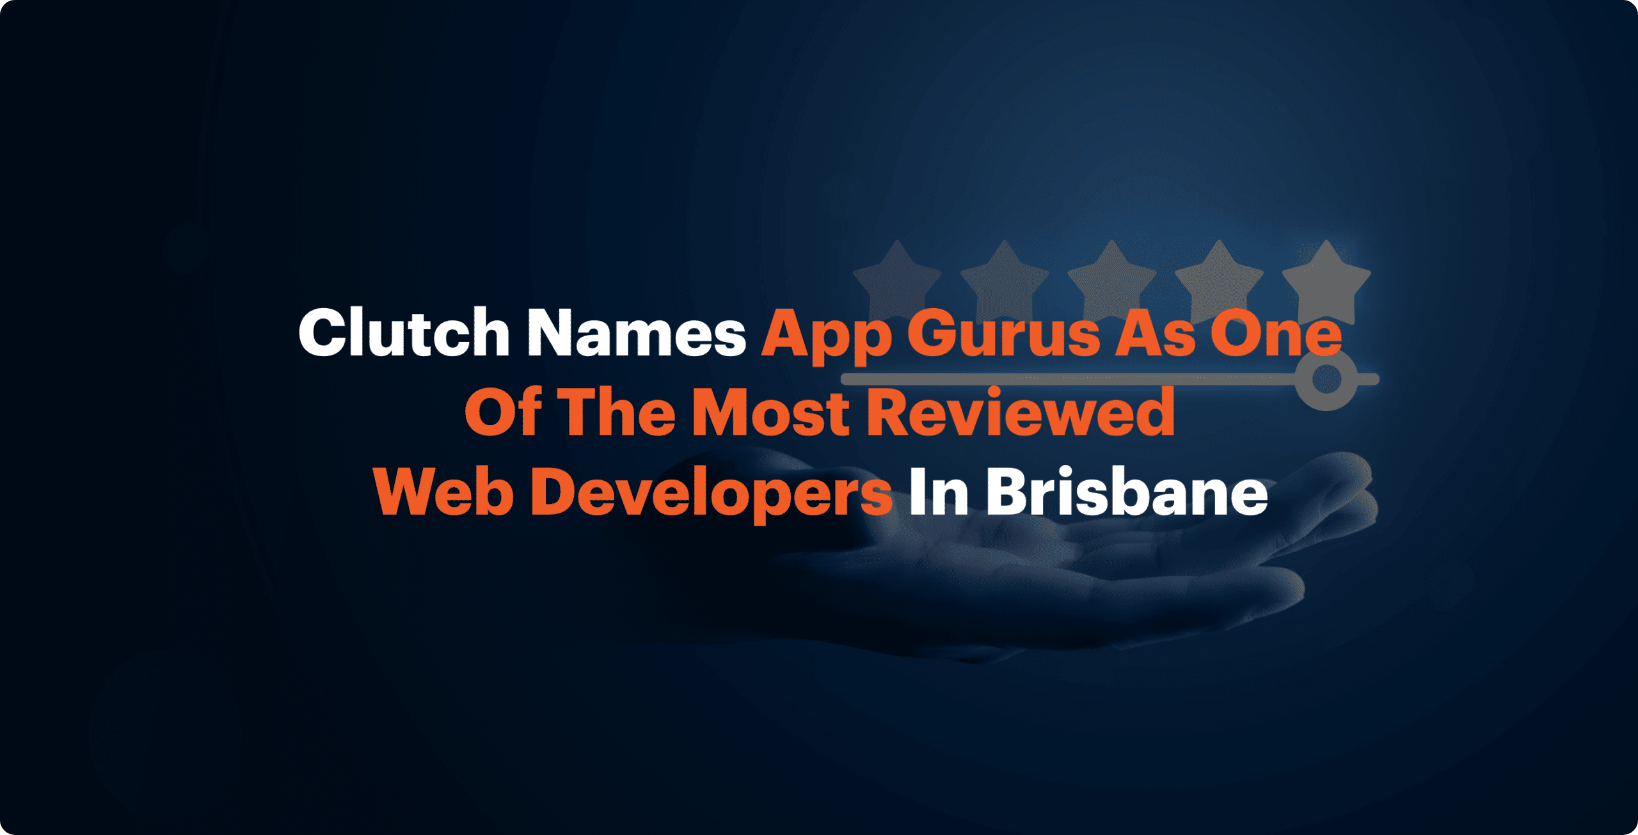 Clutch Names App Gurus As One
Of The Most Reviewed
Web Developers In Brisbane